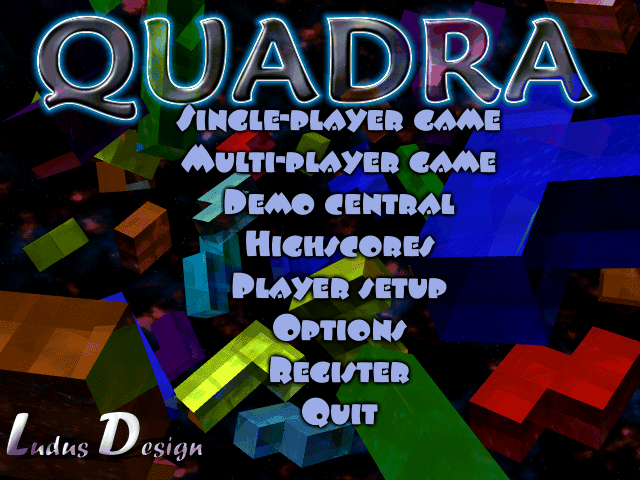 QUADRA
Single-player game
Multi-player game
Demo central
Highscores
Player setup
Options
Register
Quit
Ludus Design